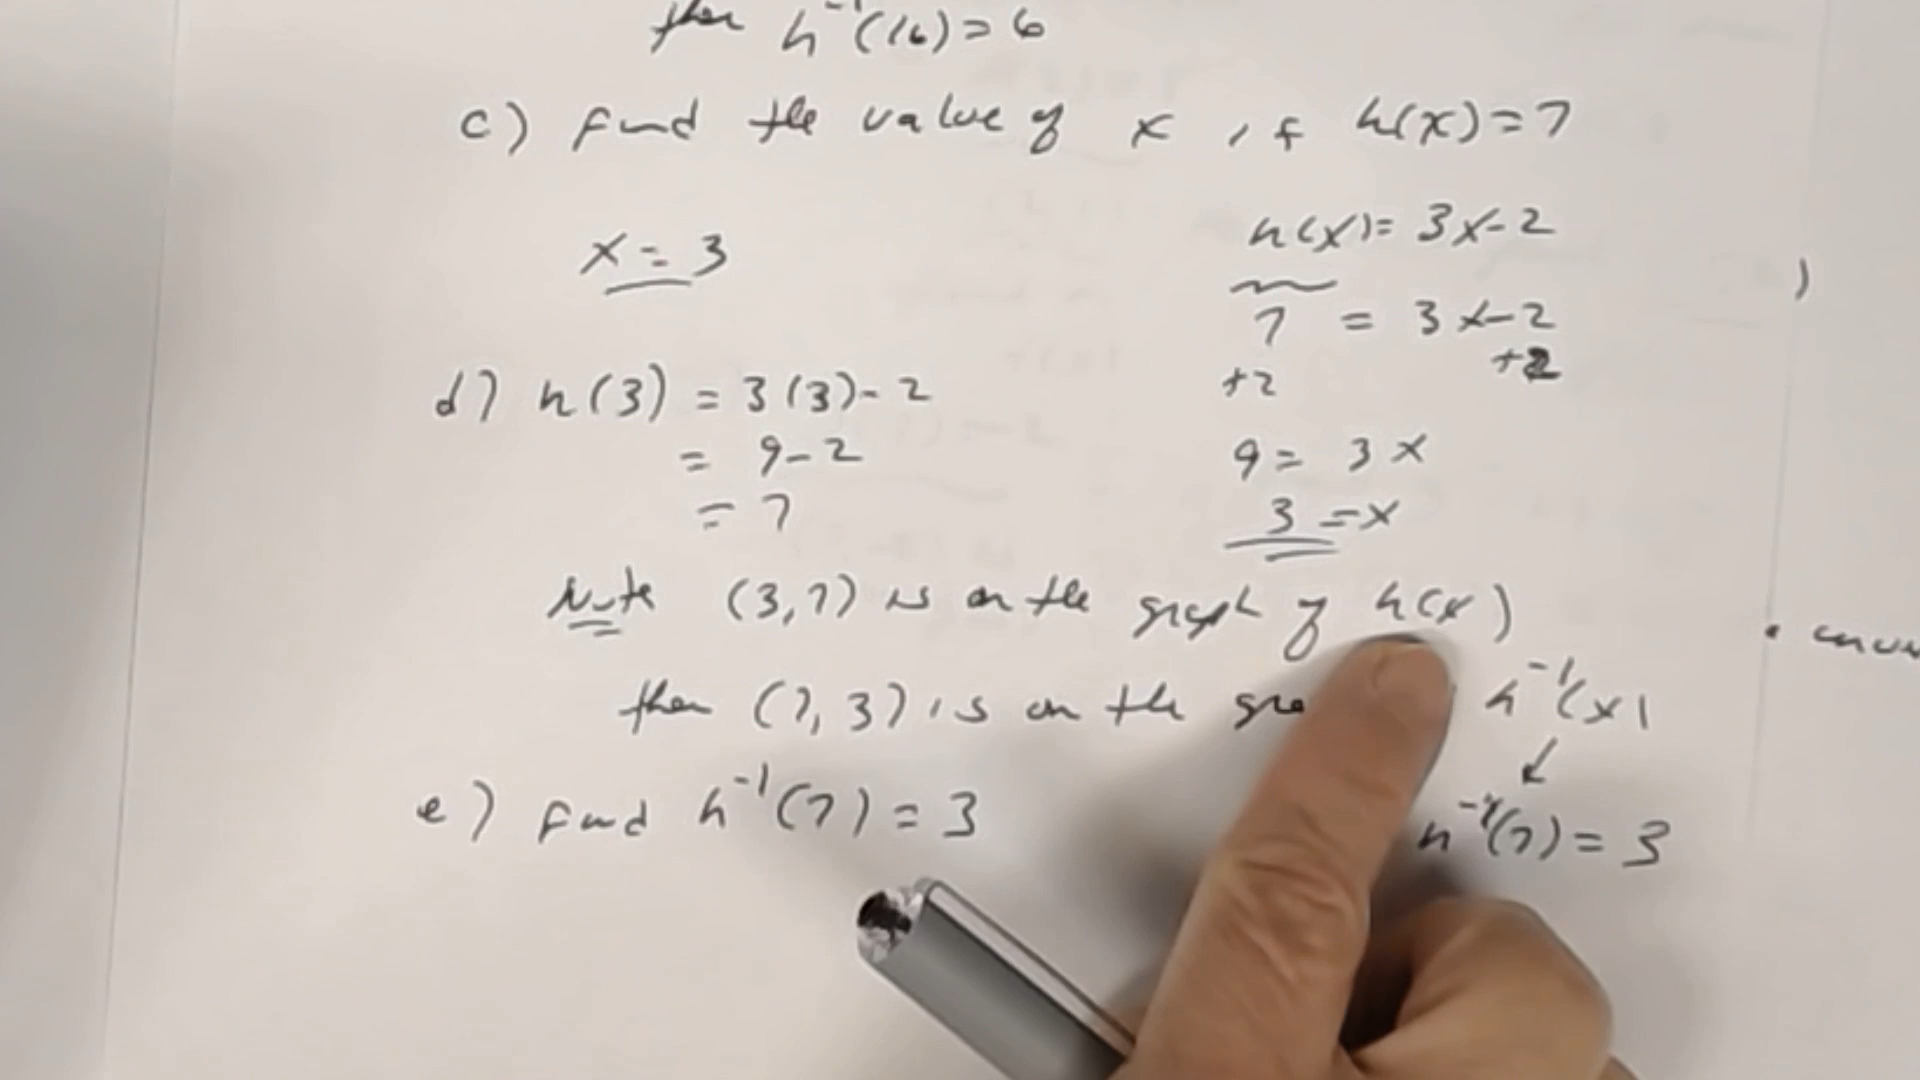 then h⁻¹(16) = 6
c) Find the value of x if h(x) = 7
h(x) = 3x - 2
x = 3
7 = 3x - 2
+2 +2
d) h(3) = 3(3) - 2
= 9 - 2
9 = 3x
= 7
3 = x
Note (3,7) is on the graph of h(x)
then (7,3) is on the h⁻¹(x)
e) Find h⁻¹(7) = 3
h⁻¹(7) = 3